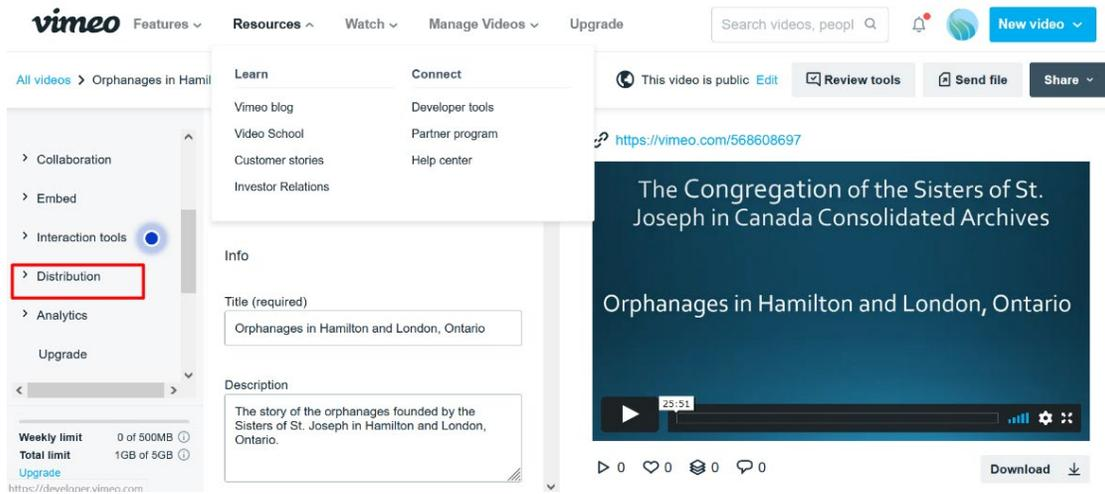 vimeo Features Resources Watch Manage Videos Upgrade Search videos, peopl New video
All videos > Orphanages in Hamil
This video is public Edit Review tools Send file Share
Learn Connect
Vimeo blog Developer tools
Video School Partner program
Customer stories Help center
Investor Relations
Collaboration
Embed
Interaction tools
Distribution
Analytics
Upgrade
Weekly limit 0 of 500MB
Total limit 1GB of 5GB
Upgrade
https://developer.vimeo.com
Info
Title (required)
Orphanages in Hamilton and London, Ontario
Description
The story of the orphanages founded by the
Sisters of St. Joseph in Hamilton and London,
Ontario.
https://vimeo.com/568608697
The Congregation of the Sisters of St.
Joseph in Canada Consolidated Archives
Orphanages in Hamilton and London, Ontario
25:51
0 0 0 0
Download